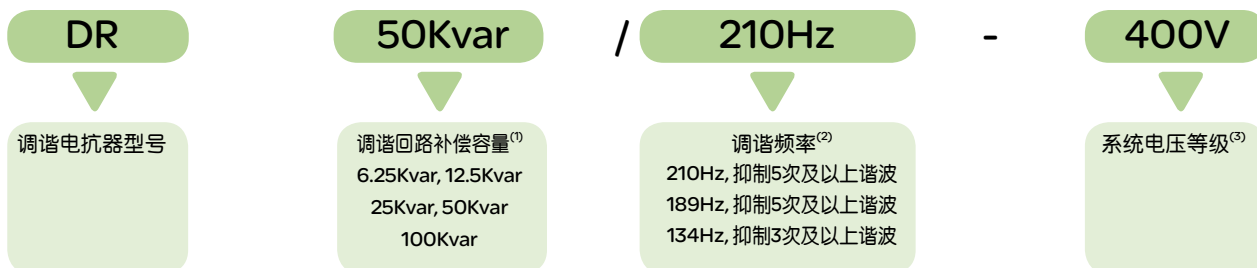 DR 50Kvar / 210Hz - 400V
调谐电抗器型号
调谐回路补偿容量(1)
6.25Kvar, 12.5Kvar
25Kvar, 50Kvar
100Kvar
调谐频率(2)
210Hz, 抑制5次及以上谐波
189Hz, 抑制5次及以上谐波
134Hz, 抑制3次及以上谐波
系统电压等级(3)